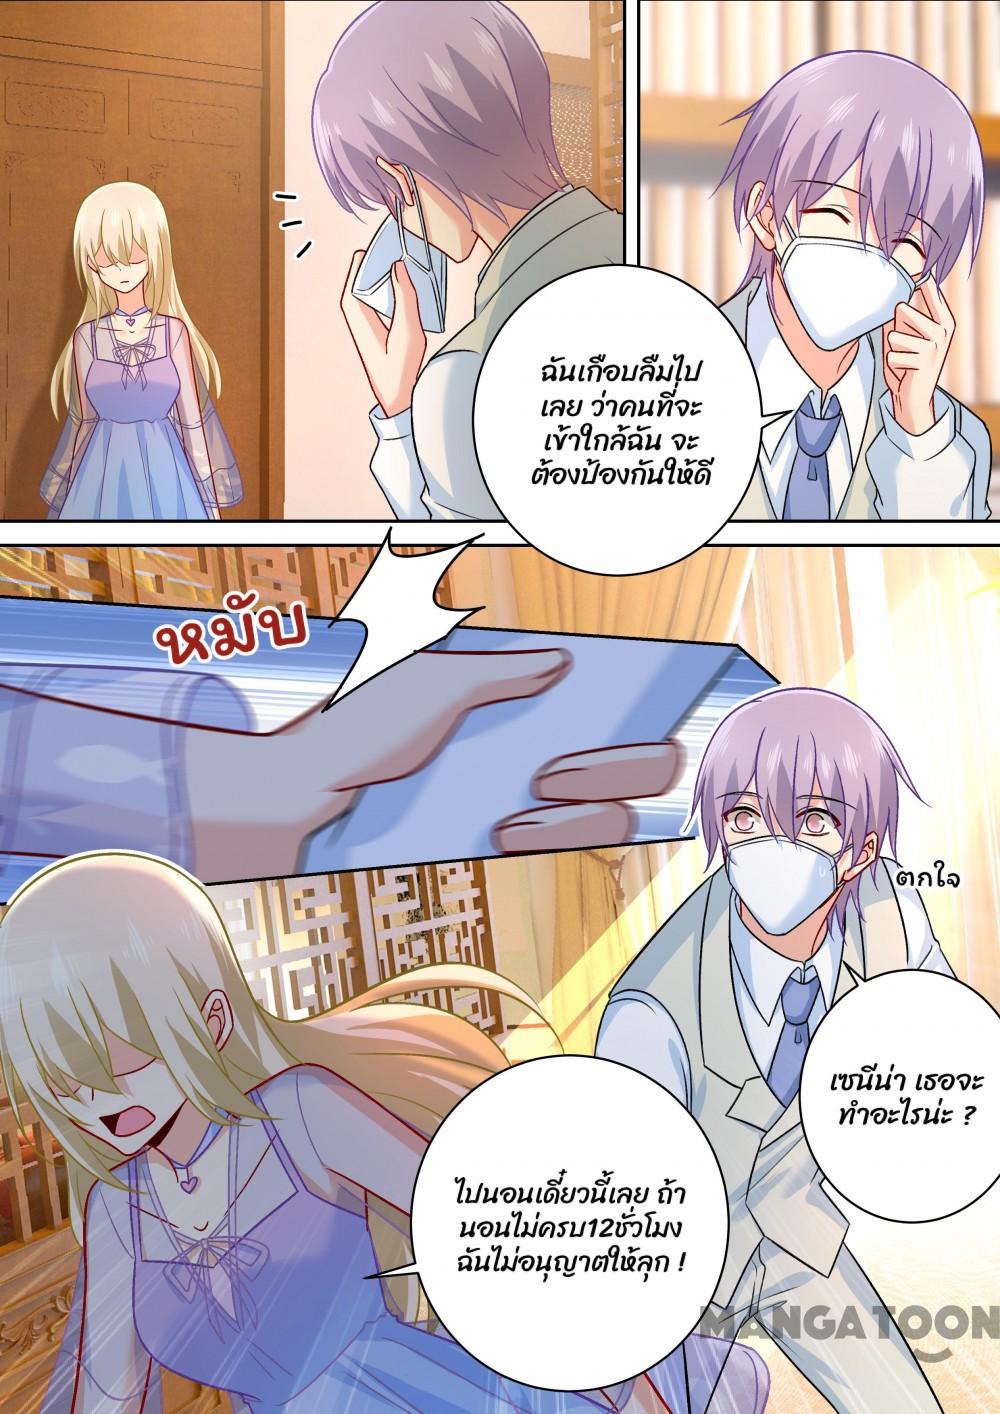 ฉันเกือบลืมไป
เลย ว่าคนที่จะ
เข้าใกล้ฉัน จะ
ต้องป้องกันให้ดี
หมับ
ตกใจ
เซนีน่า เธอจะ
ทำอะไรน่ะ ?
ไปนอนเดี๋ยวนี้เลย ถ้า
นอนไม่ครบ12ชั่วโมง
ฉันไม่อนุญาตให้ลุก !
MANGATOON